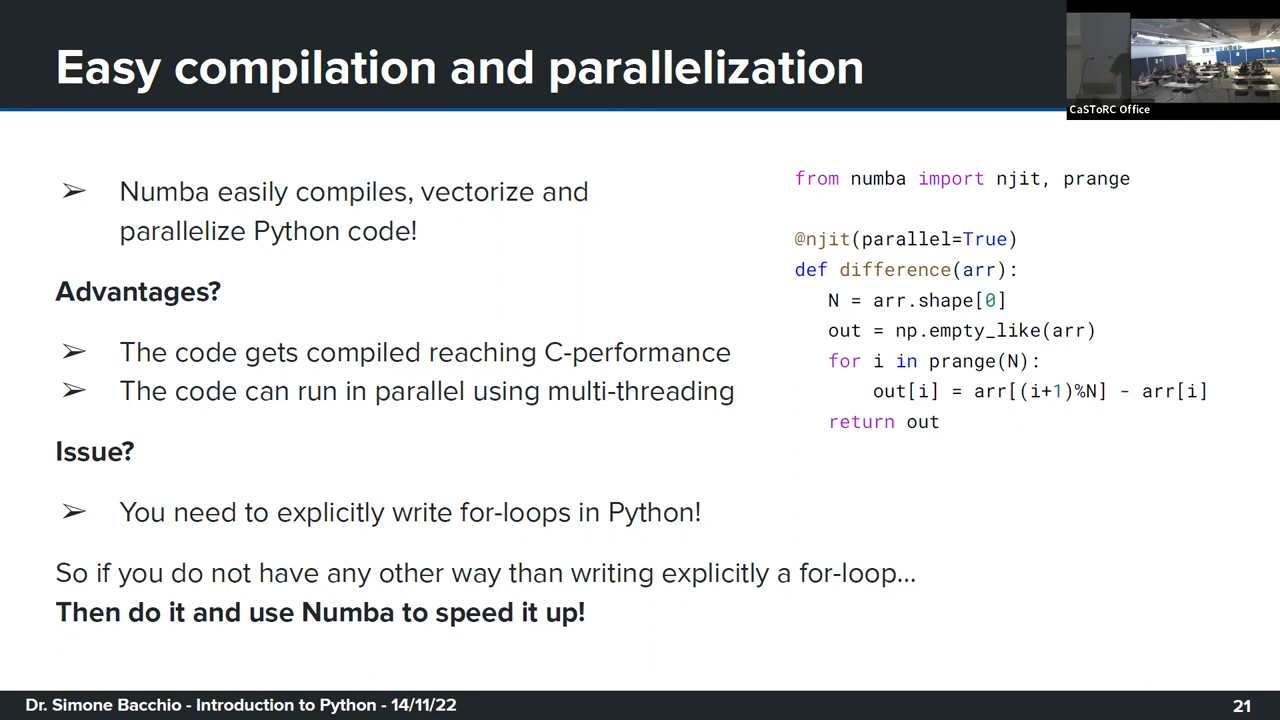 Easy compilation and parallelization
CaSToRC Office
➢ Numba easily compiles, vectorize and
parallelize Python code!
Advantages?
➢ The code gets compiled reaching C-performance
➢ The code can run in parallel using multi-threading
Issue?
➢ You need to explicitly write for-loops in Python!
So if you do not have any other way than writing explicitly a for-loop...
Then do it and use Numba to speed it up!
from numba import njit, prange
@njit(parallel=True)
def difference(arr):
N = arr.shape[0]
out = np.empty_like(arr)
for i in prange(N):
out[i] = arr[(i+1)%N] - arr[i]
return out
Dr. Simone Bacchio - Introduction to Python - 14/11/22
21